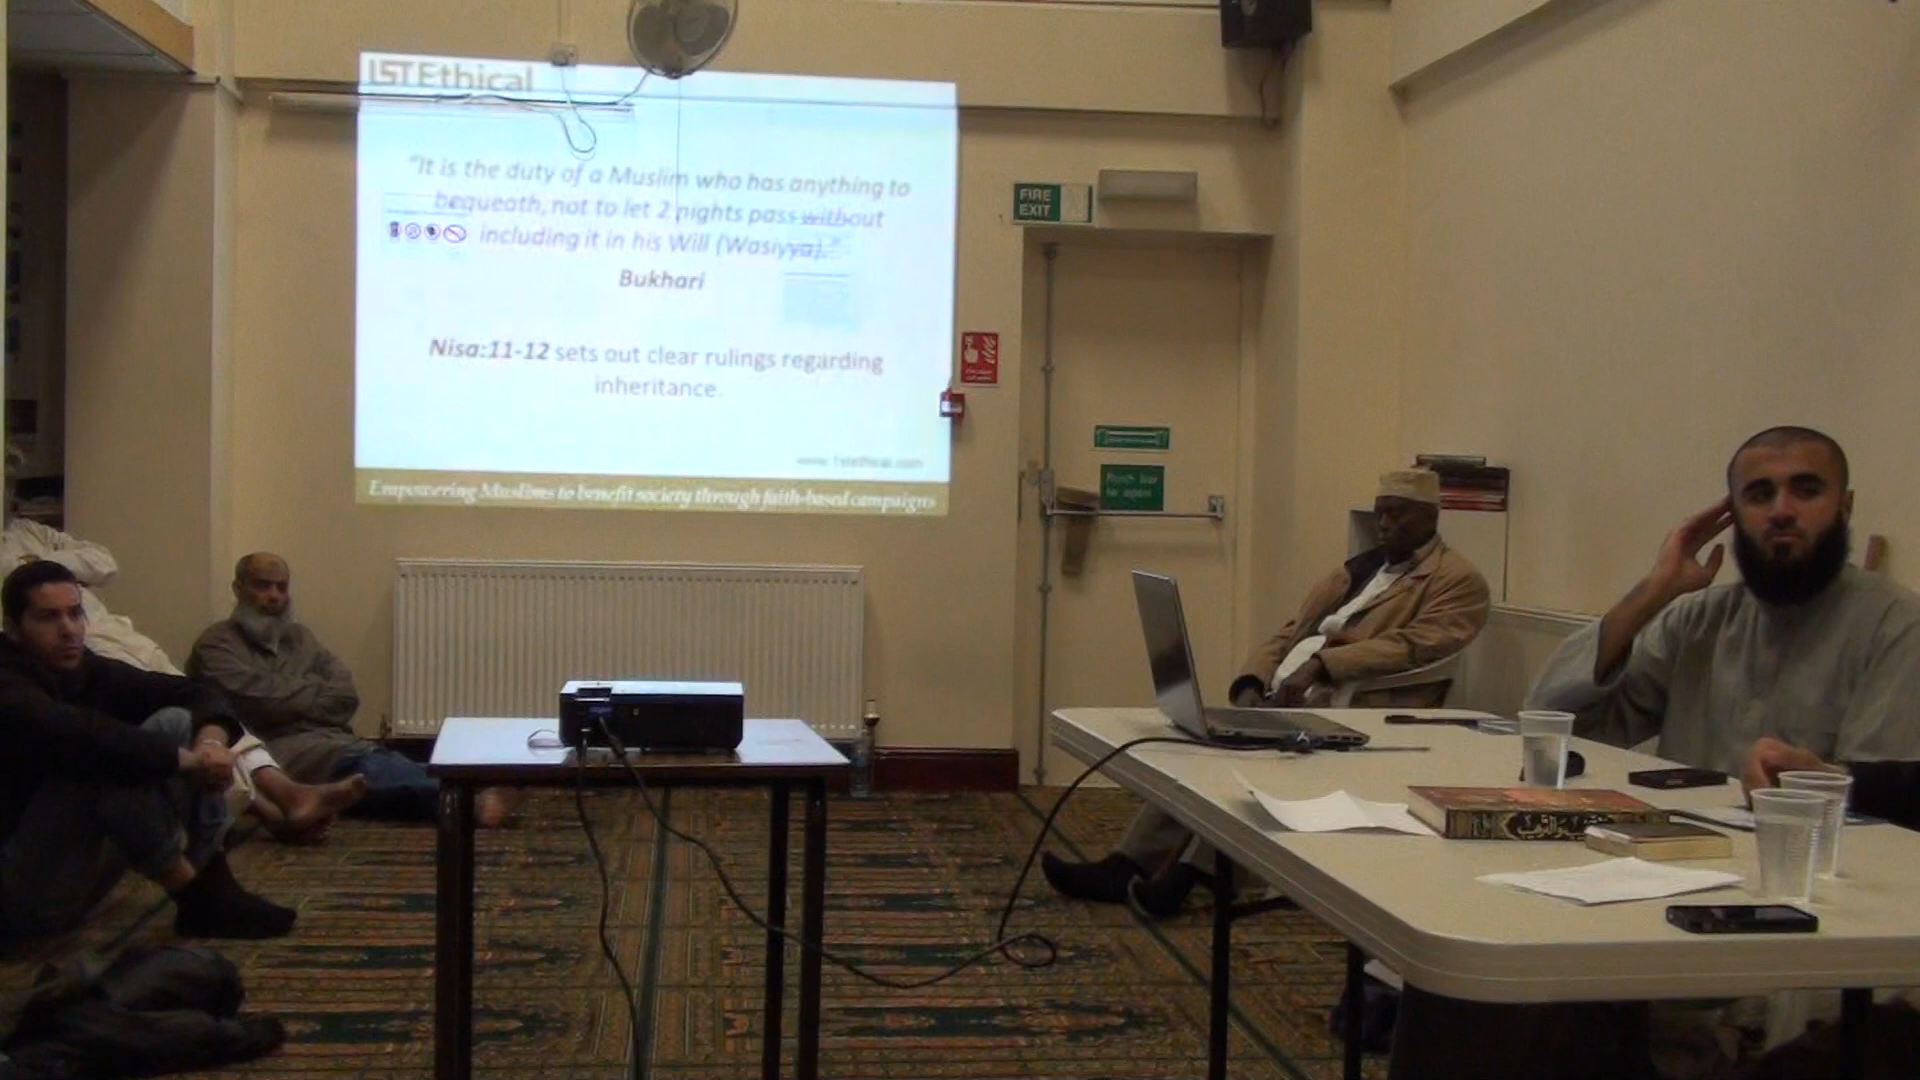 1STEthical
"It is the duty of a Muslim who has anything to
bequeath, not to let 2 nights pass without
including it in his Will (Wasiyya).
Bukhari
Nisa:11-12 sets out clear rulings regarding
inheritance.
www.1stethical.com
Empowering Muslims to benefit society through faith-based campaigns
FIRE
EXIT
Push bar
to open